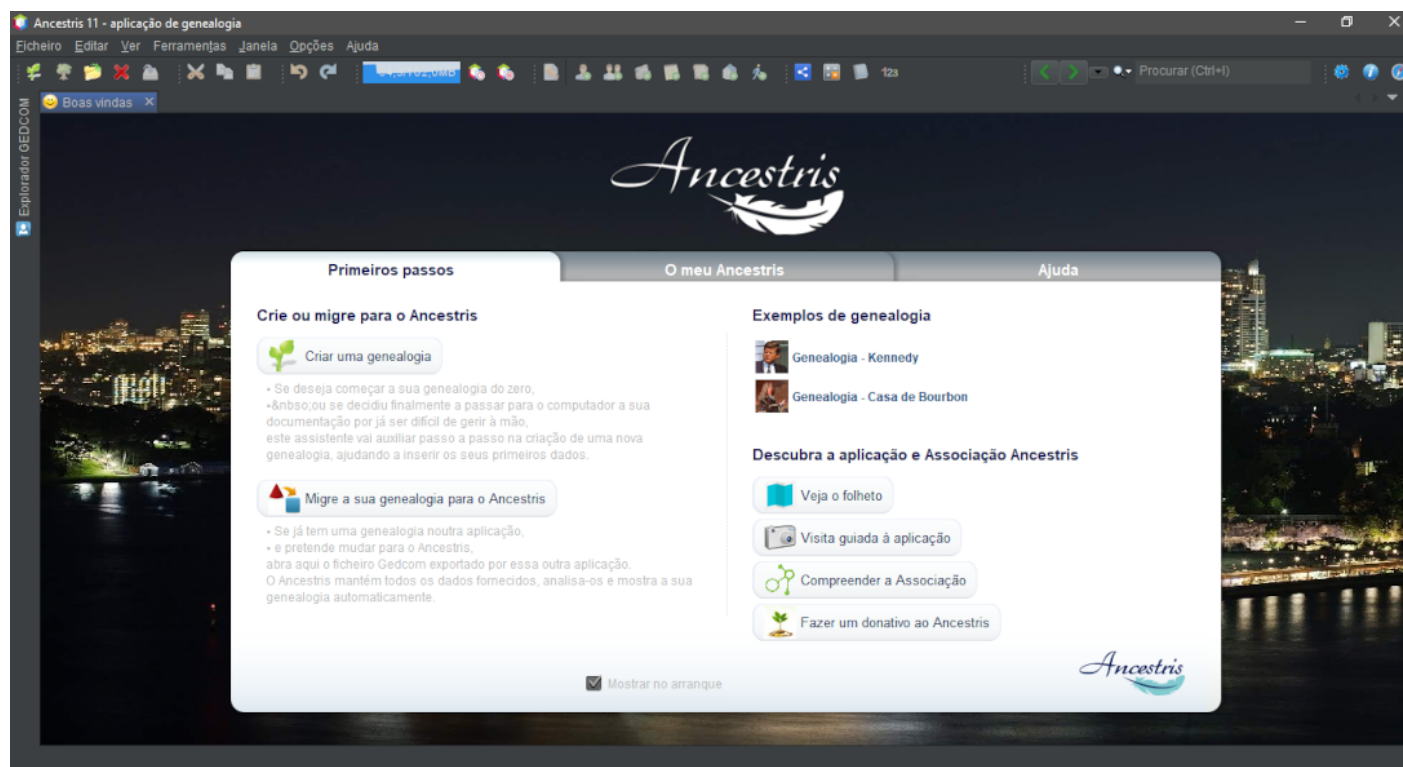 Ancestris 11 - aplicação de genealogia
Ficheiro Editar Ver Ferramentas Janela Opções Ajuda
123
Procurar (Ctrl+I)
Explorador GEDCOM
Boas vindas
Ancestris
Primeiros passos
O meu Ancestris
Ajuda
Crie ou migre para o Ancestris
Criar uma genealogia
• Se deseja começar a sua genealogia do zero,
•&nbso;ou se decidiu finalmente a passar para o computador a sua
documentação por já ser difícil de gerir à mão,
este assistente vai auxiliar passo a passo na criação de uma nova
genealogia, ajudando a inserir os seus primeiros dados.
Migre a sua genealogia para o Ancestris
• Se já tem uma genealogia noutra aplicação,
• e pretende mudar para o Ancestris,
abra aqui o ficheiro Gedcom exportado por essa outra aplicação.
O Ancestris mantém todos os dados fornecidos, analisa-os e mostra a sua
genealogia automaticamente.
Exemplos de genealogia
Genealogia - Kennedy
Genealogia - Casa de Bourbon
Descubra a aplicação e Associação Ancestris
Veja o folheto
Visita guiada à aplicação
Compreender a Associação
Fazer um donativo ao Ancestris
Ancestris
Mostrar no arranque